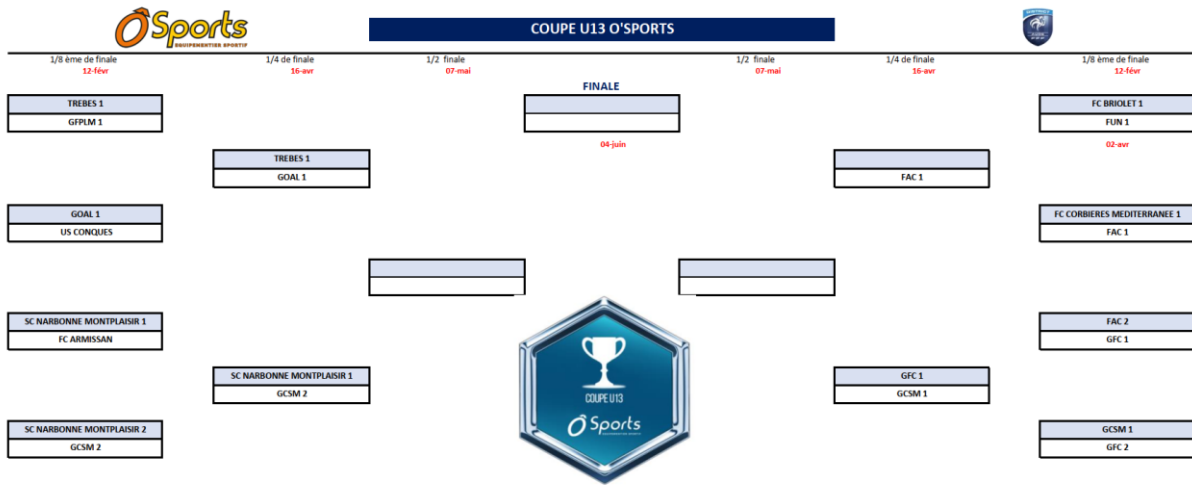 Ô Sports
EQUIPEMENTIER SPORTIF
COUPE U13 O'SPORTS
1/8 ème de finale
12-févr
1/4 de finale
16-avr
1/2 finale
07-mai
1/2 finale
07-mai
1/4 de finale
16-avr
1/8 ème de finale
12-févr
FINALE
04-juin
TREBES 1
GFPLM 1
GOAL 1
US CONQUES
SC NARBONNE MONTPLAISIR 1
FC ARMISSAN
SC NARBONNE MONTPLAISIR 2
GCSM 2
TREBES 1
GOAL 1
SC NARBONNE MONTPLAISIR 1
GCSM 2
COUPE U13
Ô Sports
FAC 1
GFC 1
GCSM 1
FC BRIOLET 1
FUN 1
02-avr
FC CORBIERES MEDITERRANEE 1
FAC 1
FAC 2
GFC 1
GCSM 1
GFC 2